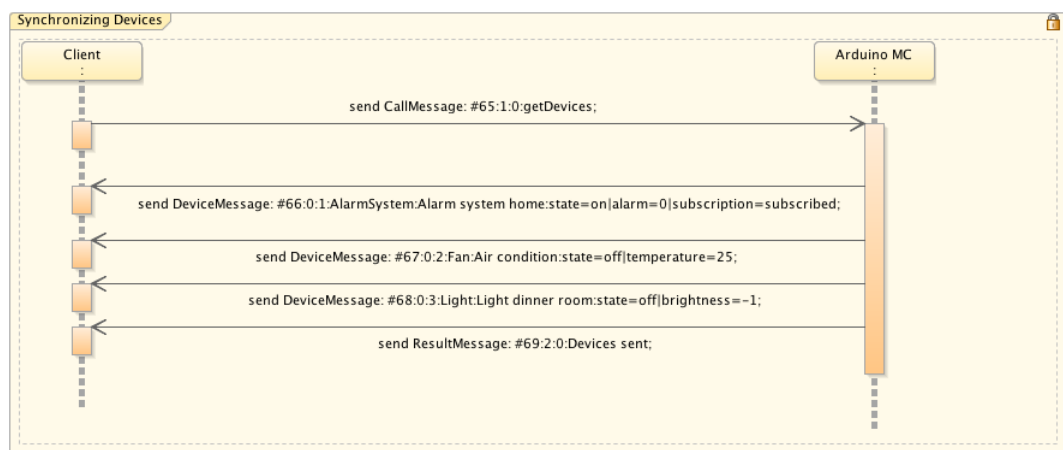 Synchronizing Devices
Client
:
Arduino MC
:
send CallMessage: #65:1:0:getDevices;
send DeviceMessage: #66:0:1:AlarmSystem:Alarm system home:state=on|alarm=0|subscription=subscribed;
send DeviceMessage: #67:0:2:Fan:Air condition:state=off|temperature=25;
send DeviceMessage: #68:0:3:Light:Light dinner room:state=off|brightness=-1;
send ResultMessage: #69:2:0:Devices sent;